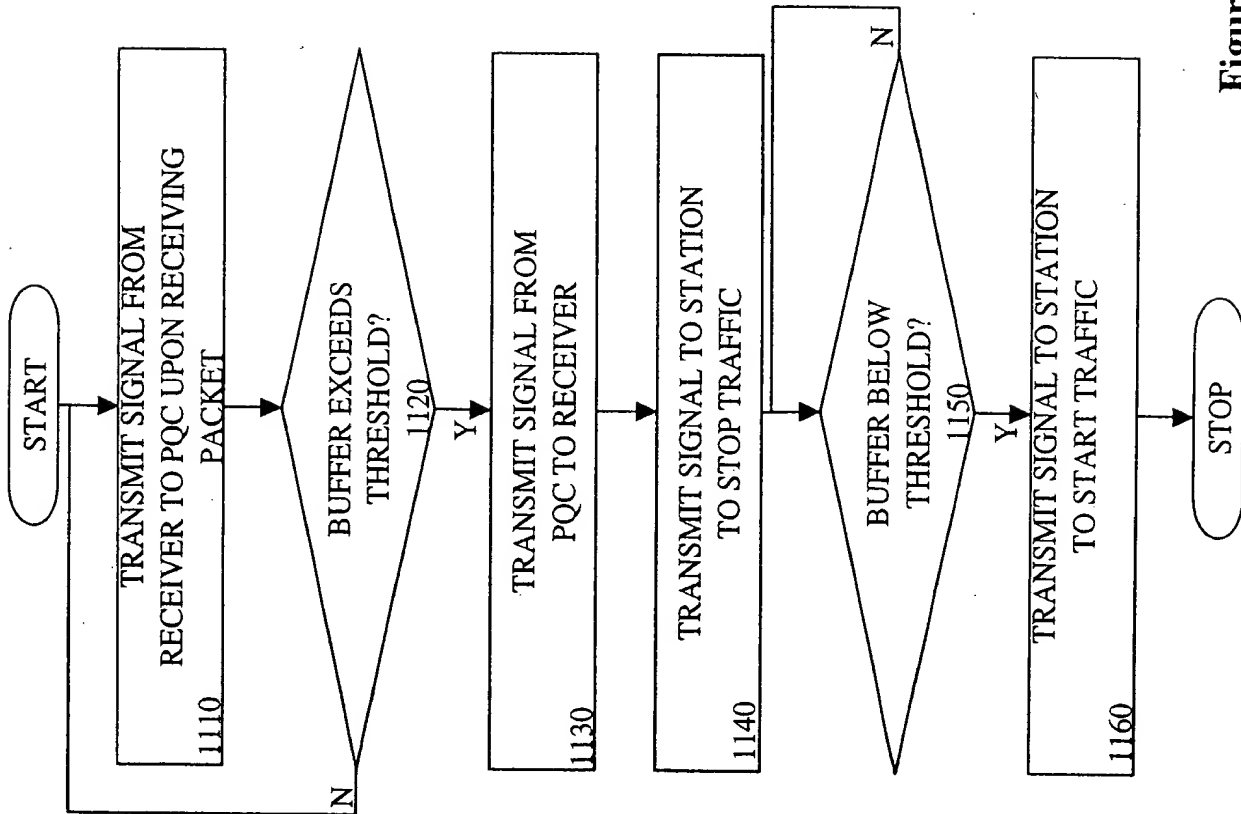 START
TRANSMIT SIGNAL FROM
RECEIVER TO PQC UPON RECEIVING
PACKET
1110
BUFFER EXCEEDS
THRESHOLD?
1120
N
Y
TRANSMIT SIGNAL FROM
PQC TO RECEIVER
1130
TRANSMIT SIGNAL TO STATION
TO STOP TRAFFIC
1140
BUFFER BELOW
THRESHOLD?
1150
N
Y
TRANSMIT SIGNAL TO STATION
TO START TRAFFIC
1160
STOP